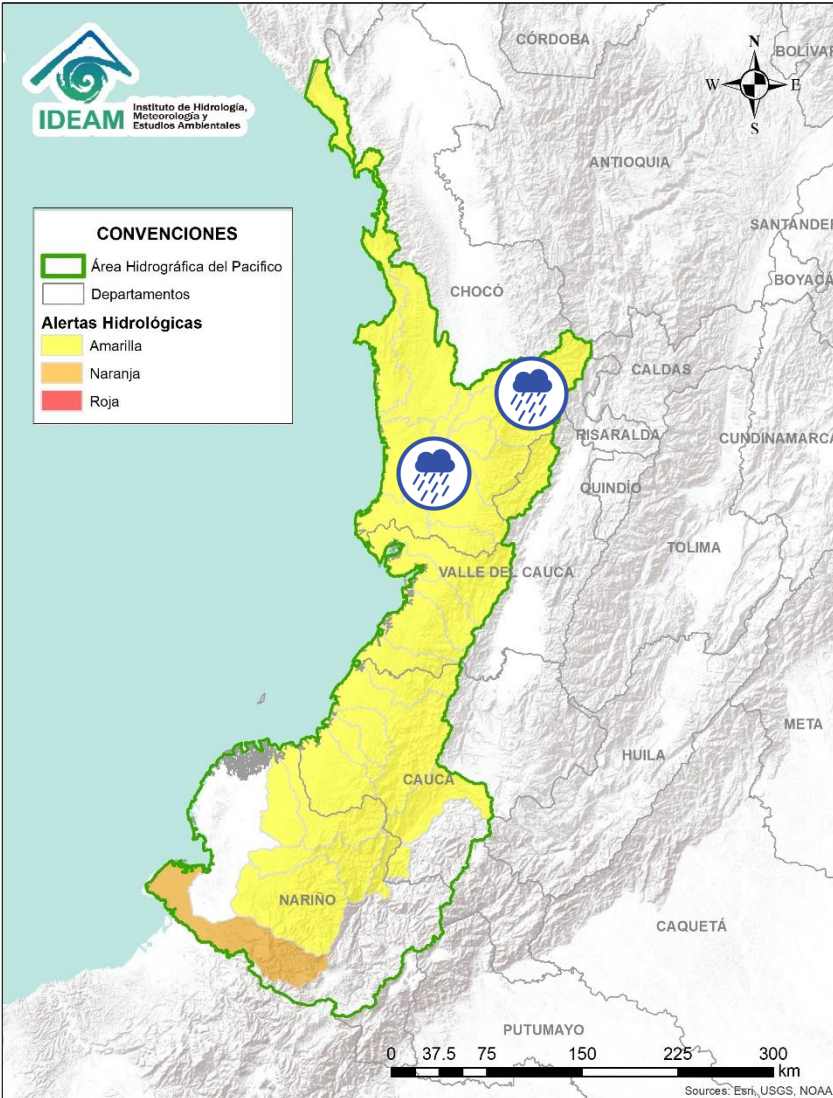 IDEAM
Instituto de Hidrología,
Meteorología y
Estudios Ambientales
CONVENCIONES
Área Hidrográfica del Pacifico
Departamentos
Alertas Hidrológicas
Amarilla
Naranja
Roja
N
W E
S
CÓRDOBA
BOLÍVAR
ANTIOQUIA
SANTANDER
BOYACÁ
CHOCÓ
CALDAS
RISARALDA
CUNDINAMARCA
QUINDÍO
TOLIMA
VALLE DEL CAUCA
META
HUILA
CAUCA
NARIÑO
CAQUETÁ
PUTUMAYO
0 37.5 75 150 225 300
km
Sources: Esri, USGS, NOAA